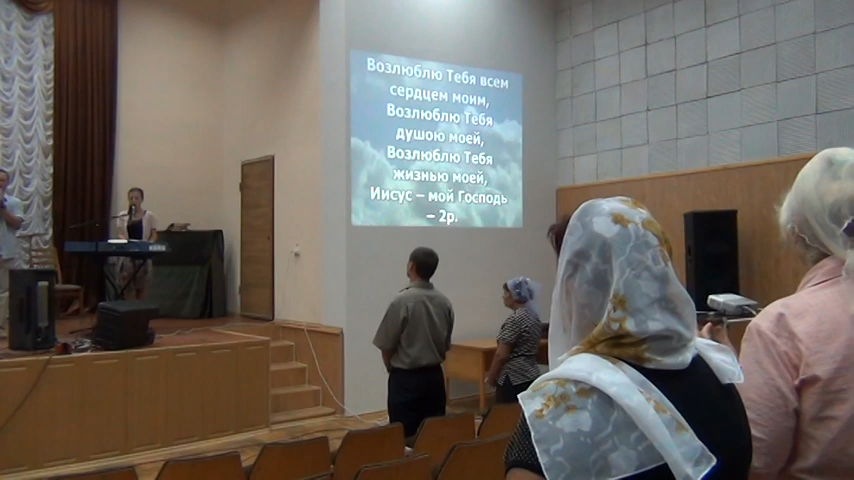 Возлюблю Тебя всем
сердцем моим,
Возлюблю Тебя
душою моей,
Возлюблю Тебя
жизнью моей,
Иисус – мой Господь
– 2р.